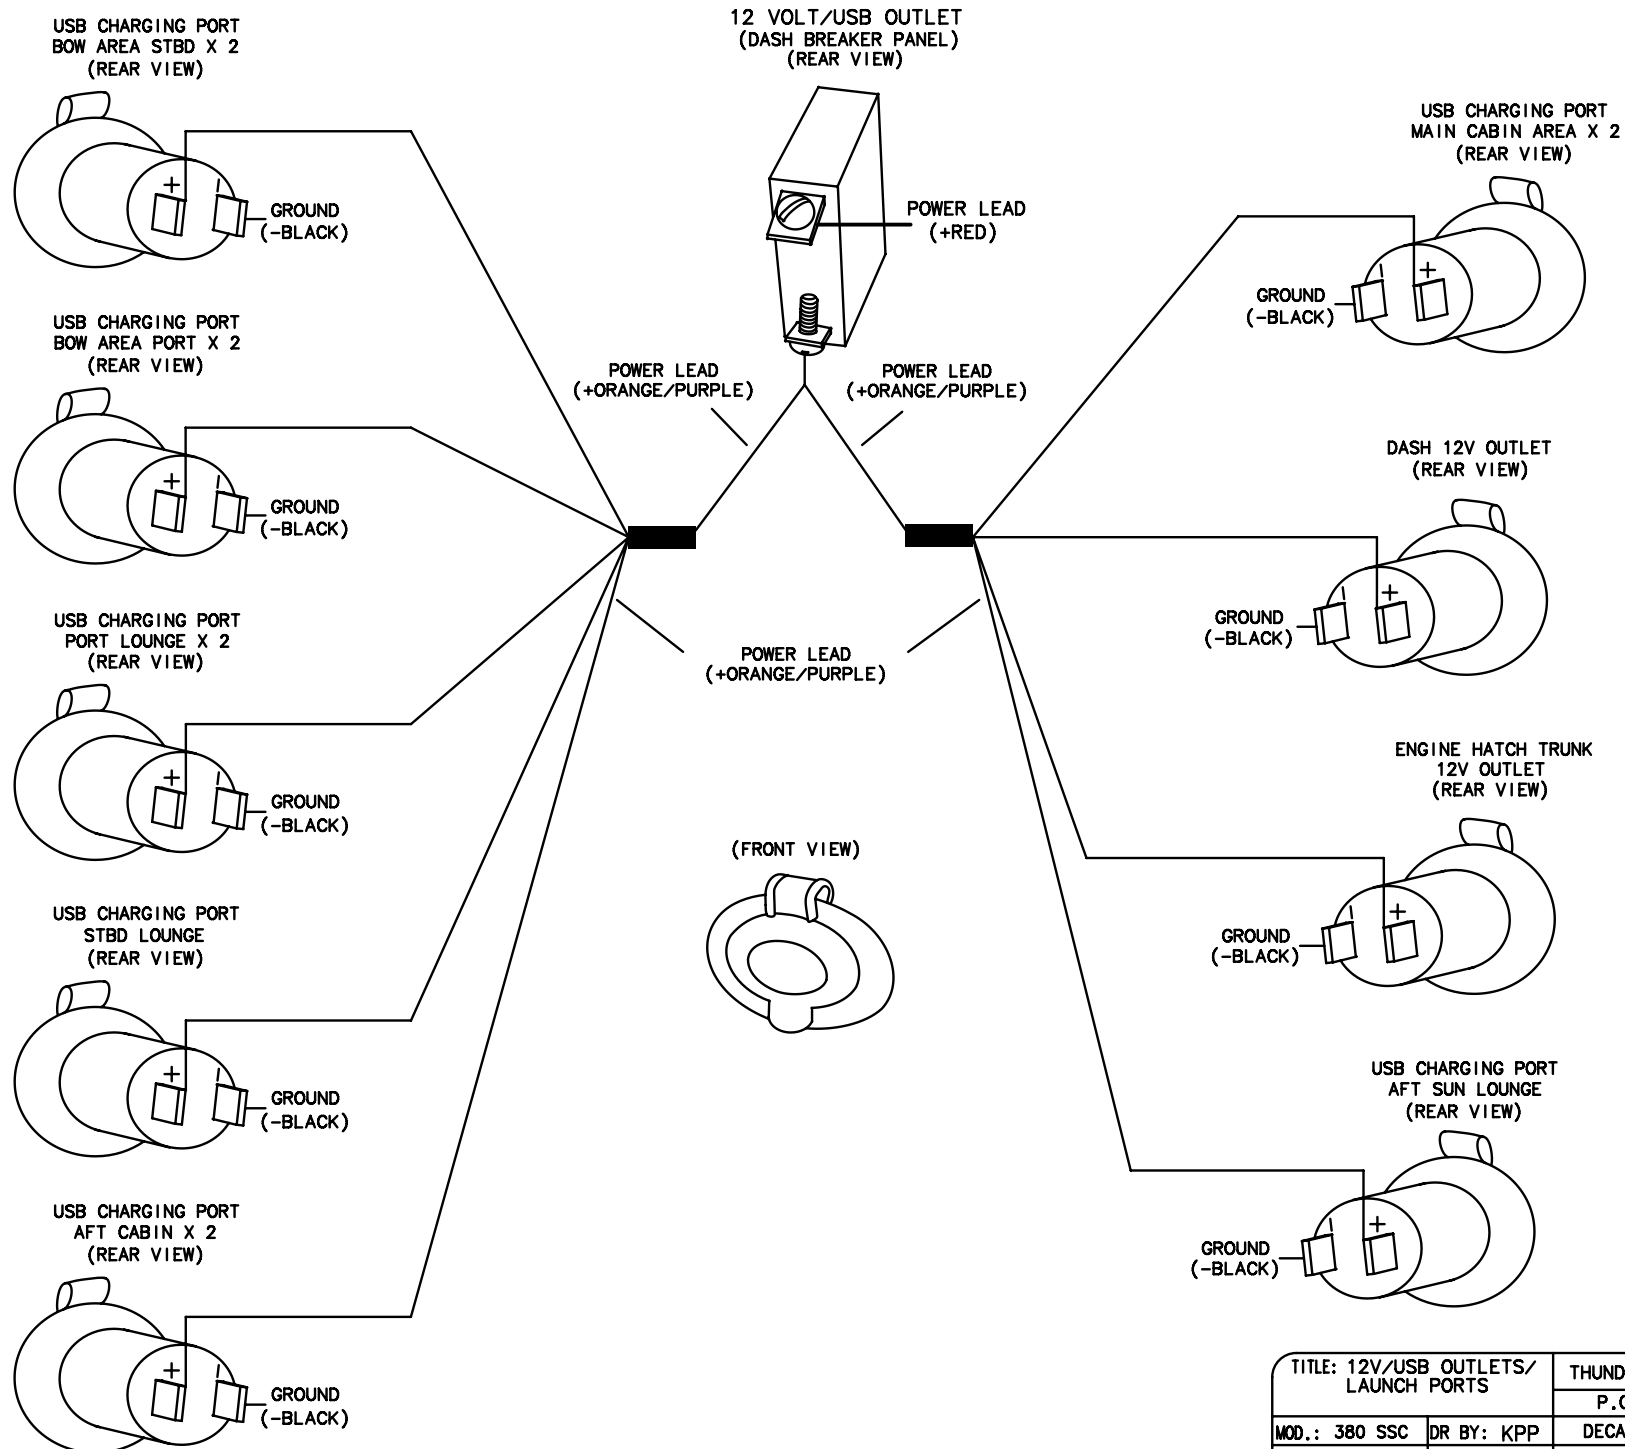 USB CHARGING PORT
BOW AREA STBD X 2
(REAR VIEW)
+
-
GROUND
(-BLACK)
USB CHARGING PORT
BOW AREA PORT X 2
(REAR VIEW)
+
-
GROUND
(-BLACK)
USB CHARGING PORT
PORT LOUNGE X 2
(REAR VIEW)
+
-
GROUND
(-BLACK)
USB CHARGING PORT
STBD LOUNGE
(REAR VIEW)
+
-
GROUND
(-BLACK)
USB CHARGING PORT
AFT CABIN X 2
(REAR VIEW)
+
-
GROUND
(-BLACK)
12 VOLT/USB OUTLET
(DASH BREAKER PANEL)
(REAR VIEW)
POWER LEAD
(+RED)
POWER LEAD
(+ORANGE/PURPLE)
POWER LEAD
(+ORANGE/PURPLE)
POWER LEAD
(+ORANGE/PURPLE)
(FRONT VIEW)
USB CHARGING PORT
MAIN CABIN AREA X 2
(REAR VIEW)
-
+
GROUND
(-BLACK)
DASH 12V OUTLET
(REAR VIEW)
-
+
GROUND
(-BLACK)
ENGINE HATCH TRUNK
12V OUTLET
(REAR VIEW)
-
+
GROUND
(-BLACK)
USB CHARGING PORT
AFT SUN LOUNGE
(REAR VIEW)
-
+
GROUND
(-BLACK)
TITLE: 12V/USB OUTLETS/
LAUNCH PORTS
THUND
P.O
MOD.: 380 SSC
DR BY: KPP
DECA